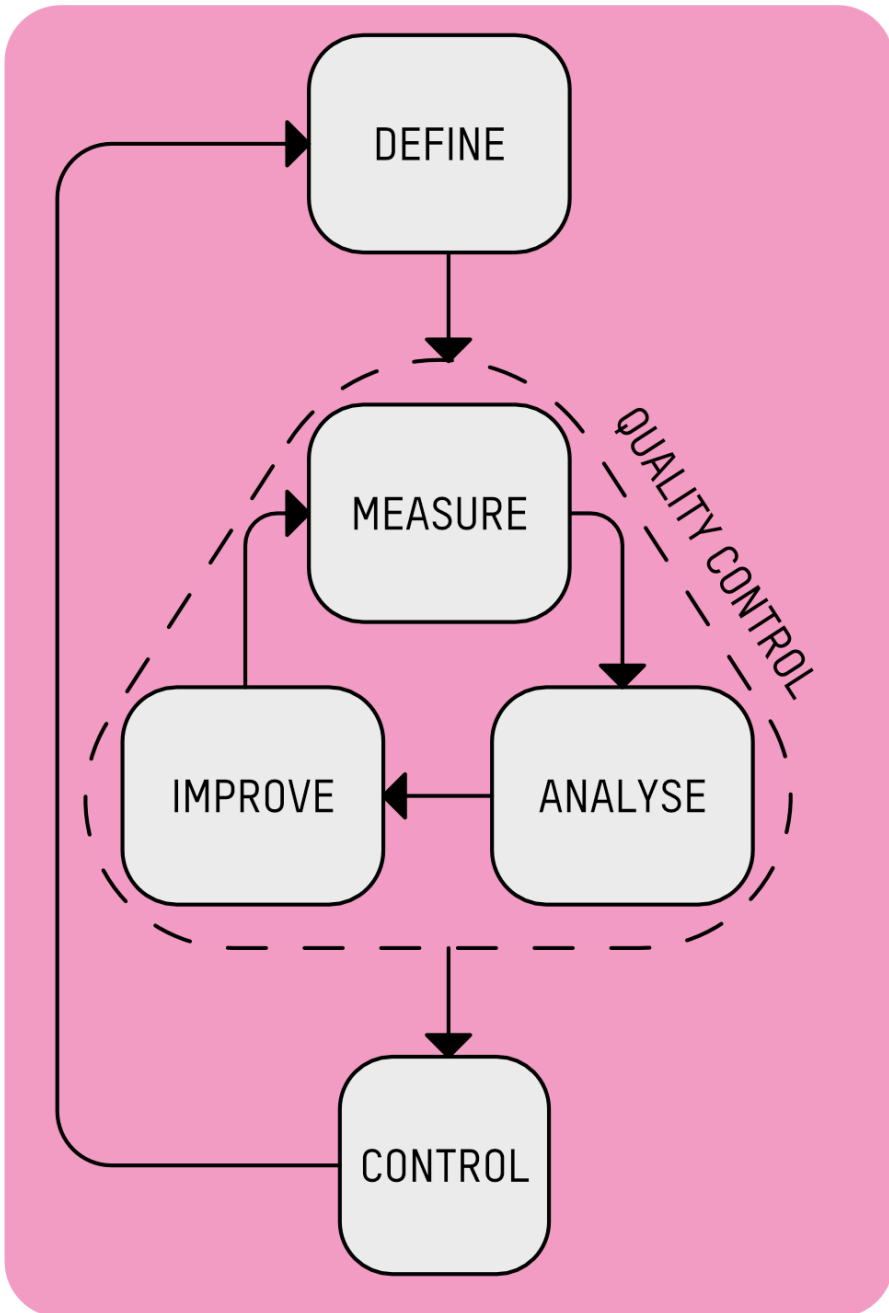 DEFINE
QUALITY CONTROL
MEASURE
IMPROVE
ANALYSE
CONTROL